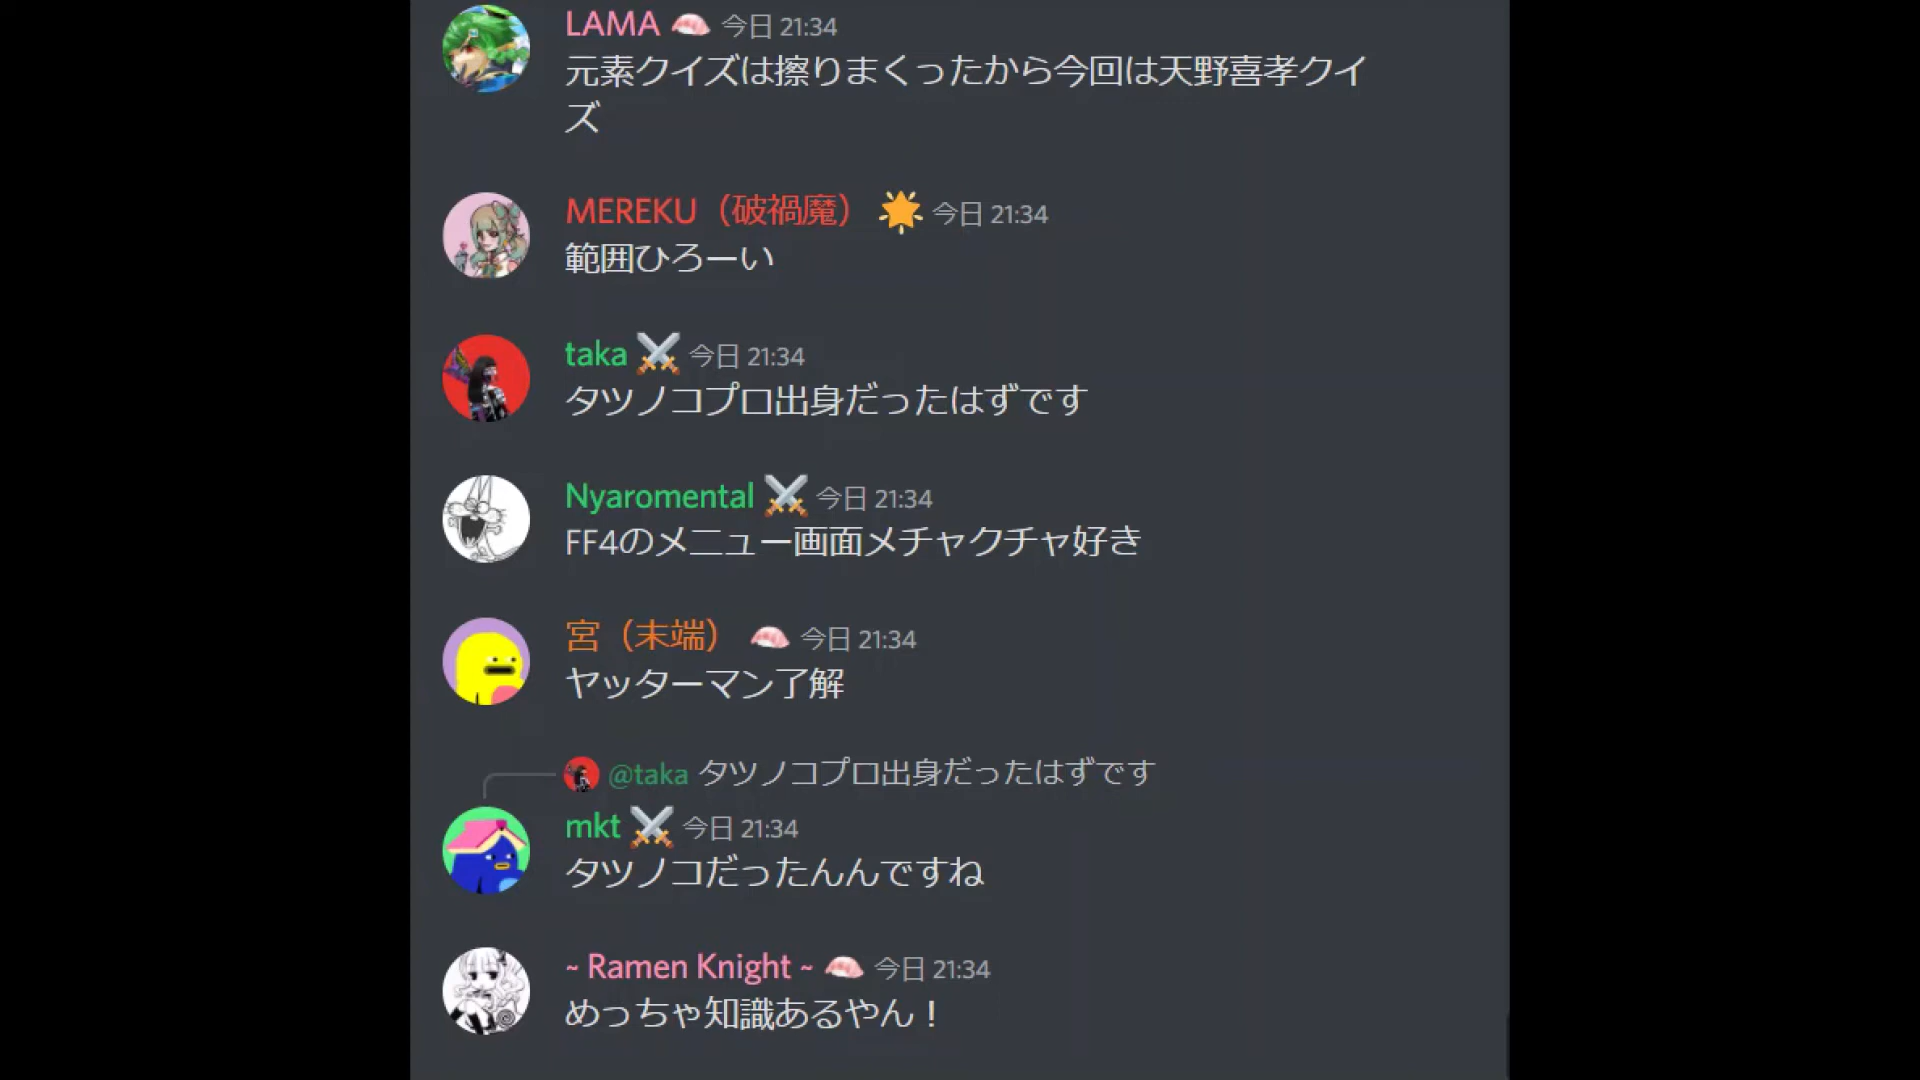 LAMA 今日 21:34
元素クイズは擦りまくったから今回は天野喜孝クイ
ズ
MEREKU（破禍魔） 今日 21:34
範囲ひろーい
taka 今日 21:34
タツノコプロ出身だったはずです
Nyaromental 今日 21:34
FF4のメニュー画面メチャクチャ好き
宮（末端） 今日 21:34
ヤッターマン了解
@taka タツノコプロ出身だったはずです
mkt 今日 21:34
タツノコだったんんですね
~ Ramen Knight ~ 今日 21:34
めっちゃ知識あるやん！